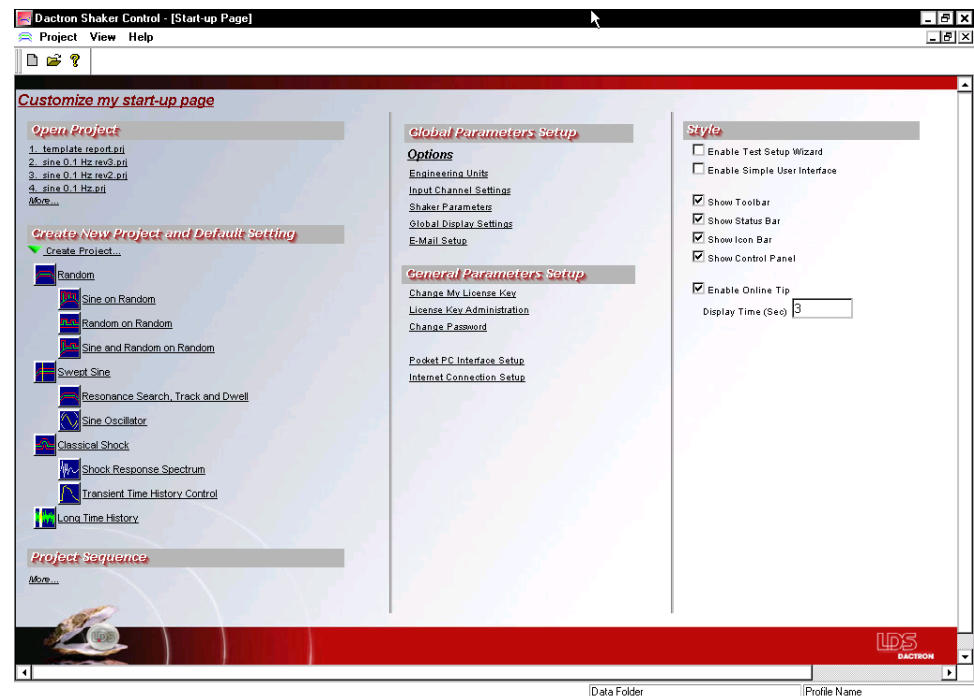 Dactron Shaker Control - [Start-up Page]
Project View Help
Customize my start-up page
Open Project
1. template report.prj
2. sine 0.1 Hz rev3.prj
3. sine 0.1 Hz rev2.prj
4. sine 0.1 Hz.prj
More...
Create New Project and Default Setting
Create Project...
Random
Sine on Random
Random on Random
Sine and Random on Random
Swept Sine
Resonance Search, Track and Dwell
Sine Oscillator
Classical Shock
Shock Response Spectrum
Transient Time History Control
Long Time History
Project Sequence
More...
Global Parameters Setup
Options
Engineering Units
Input Channel Settings
Shaker Parameters
Global Display Settings
E-Mail Setup
General Parameters Setup
Change My License Key
License Key Administration
Change Password
Pocket PC Interface Setup
Internet Connection Setup
Style
Enable Test Setup Wizard
Enable Simple User Interface
Show Toolbar
Show Status Bar
Show Icon Bar
Show Control Panel
Enable Online Tip
Display Time (Sec) 3
LDS
LDS
DACTRON
Data Folder
Profile Name